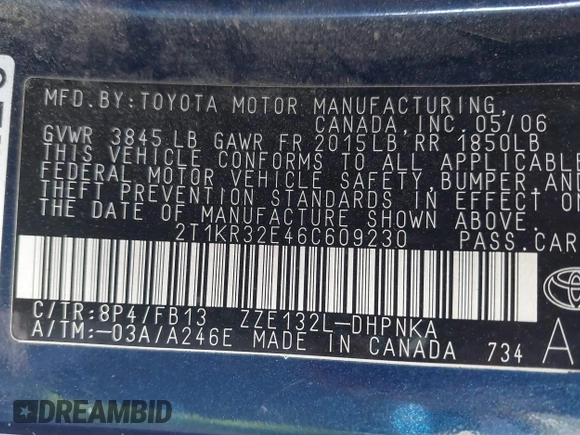 MFD.BY:TOYOTA MOTOR MANUFACTURING,
CANADA,INC. 05/06
GVWR 3845 LB GAWR FR 2015LB RR 1850LB
THIS VEHICLE CONFORMS TO ALL APPLICABLE
FEDERAL MOTOR VEHICLE SAFETY,BUMPER,AND
THEFT PREVENTION STANDARDS IN EFFECT ON
THE DATE OF MANUFACTURE SHOWN ABOVE.
2T1KR32E46C609230 PASS.CAR
C/TR:8P4/FB13 ZZE132L-DHPNKA
A/TM:-03A/A246E MADE IN CANADA 734
A
DREAMBID